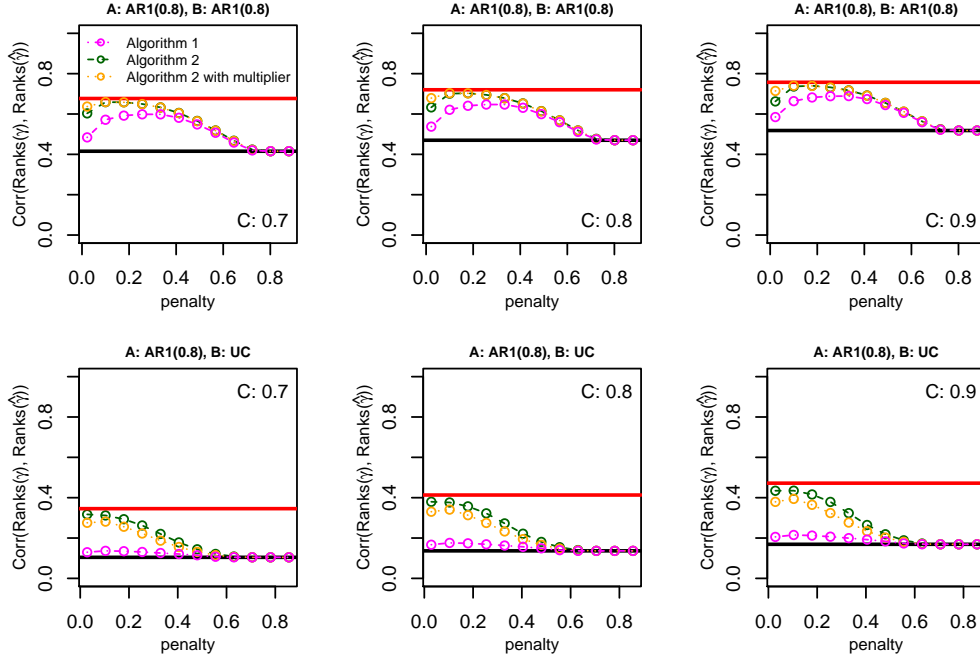 A: AR1(0.8), B: AR1(0.8)
Corr(Ranks(γ), Ranks(γ̂))
0.0 0.4 0.8
Algorithm 1
Algorithm 2
Algorithm 2 with multiplier
C: 0.7
0.0 0.2 0.4 0.6 0.8
penalty
A: AR1(0.8), B: AR1(0.8)
Corr(Ranks(γ), Ranks(γ̂))
0.0 0.4 0.8
C: 0.8
0.0 0.2 0.4 0.6 0.8
penalty
A: AR1(0.8), B: AR1(0.8)
Corr(Ranks(γ), Ranks(γ̂))
0.0 0.4 0.8
C: 0.9
0.0 0.2 0.4 0.6 0.8
penalty
A: AR1(0.8), B: UC
Corr(Ranks(γ), Ranks(γ̂))
0.0 0.4 0.8
C: 0.7
0.0 0.2 0.4 0.6 0.8
penalty
A: AR1(0.8), B: UC
Corr(Ranks(γ), Ranks(γ̂))
0.0 0.4 0.8
C: 0.8
0.0 0.2 0.4 0.6 0.8
penalty
A: AR1(0.8), B: UC
Corr(Ranks(γ), Ranks(γ̂))
0.0 0.4 0.8
C: 0.9
0.0 0.2 0.4 0.6 0.8
penalty